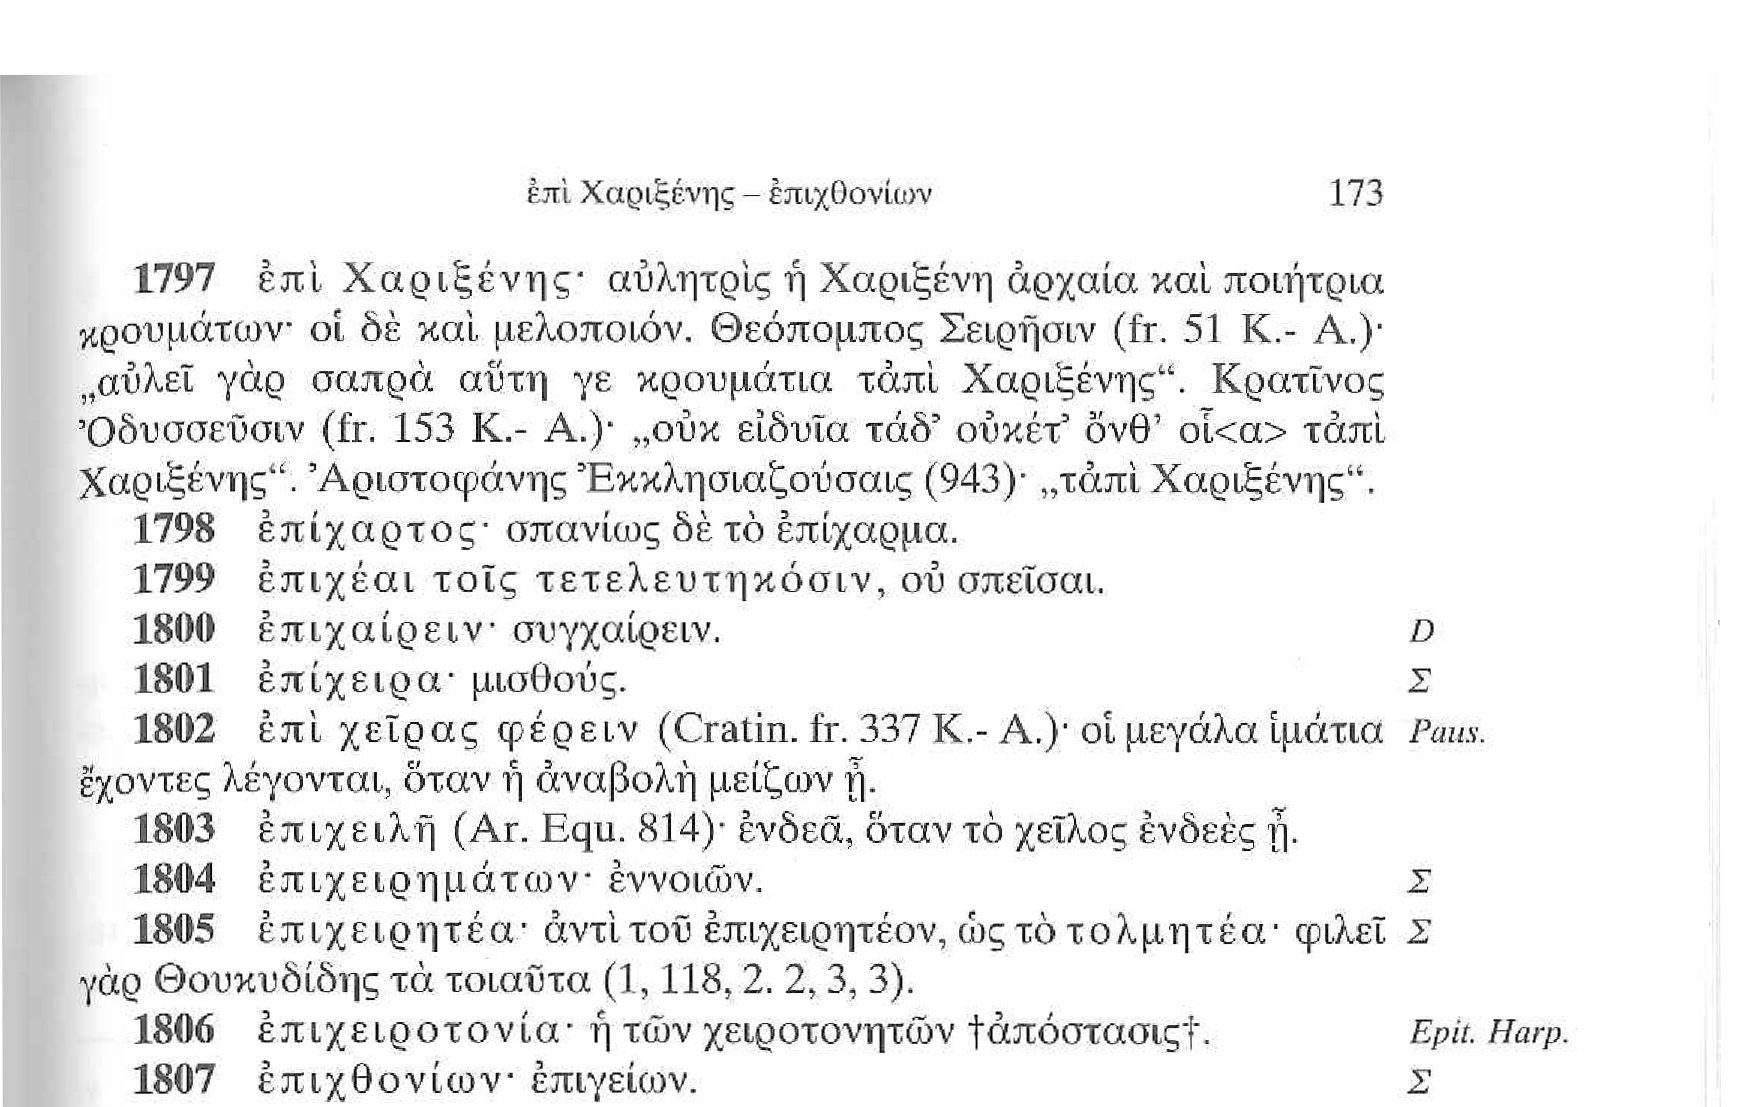 ἐπὶ Χαριξένης – ἐπιχθονίων 173
1797 ἐπὶ Χαριξένης· αὐλητρὶς ἡ Χαριξένη ἀρχαία καὶ ποιήτρια
κρουμάτων· οἱ δὲ καὶ μελοποιόν. Θεόπομπος Σειρῆσιν (fr. 51 K.- A.)·
„αὐλεῖ γὰρ σαπρὰ αὕτη γε κρουμάτια τἀπὶ Χαριξένης“. Κρατῖνος
Ὀδυσσεῦσιν (fr. 153 K.- A.)· „οὐκ εἰδυῖα τάδ’ οὐκέτ’ ὄνθ’ οἷ<α> τἀπὶ
Χαριξένης“. Ἀριστοφάνης Ἐκκλησιαζούσαις (943)· „τἀπὶ Χαριξένης“.
1798 ἐπίχαρτος· σπανίως δὲ τὸ ἐπίχαρμα.
1799 ἐπιχέαι τοῖς τετελευτηκόσιν, οὐ σπεῖσαι.
1800 ἐπιχαίρειν· συγχαίρειν. D
1801 ἐπίχειρα· μισθούς. Σ
1802 ἐπὶ χεῖρας φέρειν (Cratin. fr. 337 K.- A.)· οἱ μεγάλα ἱμάτια Paus.
ἔχοντες λέγονται, ὅταν ἡ ἀναβολὴ μείζων ᾖ.
1803 ἐπιχειλῆ (Ar. Equ. 814)· ἐνδεᾶ, ὅταν τὸ χεῖλος ἐνδεὲς ᾖ.
1804 ἐπιχειρημάτων· ἐννοιῶν. Σ
1805 ἐπιχειρητέα· ἀντὶ τοῦ ἐπιχειρητέον, ὡς τὸ τολμητέα· φιλεῖ Σ
γὰρ Θουκυδίδης τὰ τοιαῦτα (1, 118, 2. 2, 3, 3).
1806 ἐπιχειροτονία· ἡ τῶν χειροτονητῶν †ἀπόστασις†. Epit. Harp.
1807 ἐπιχθονίων· ἐπιγείων. Σ